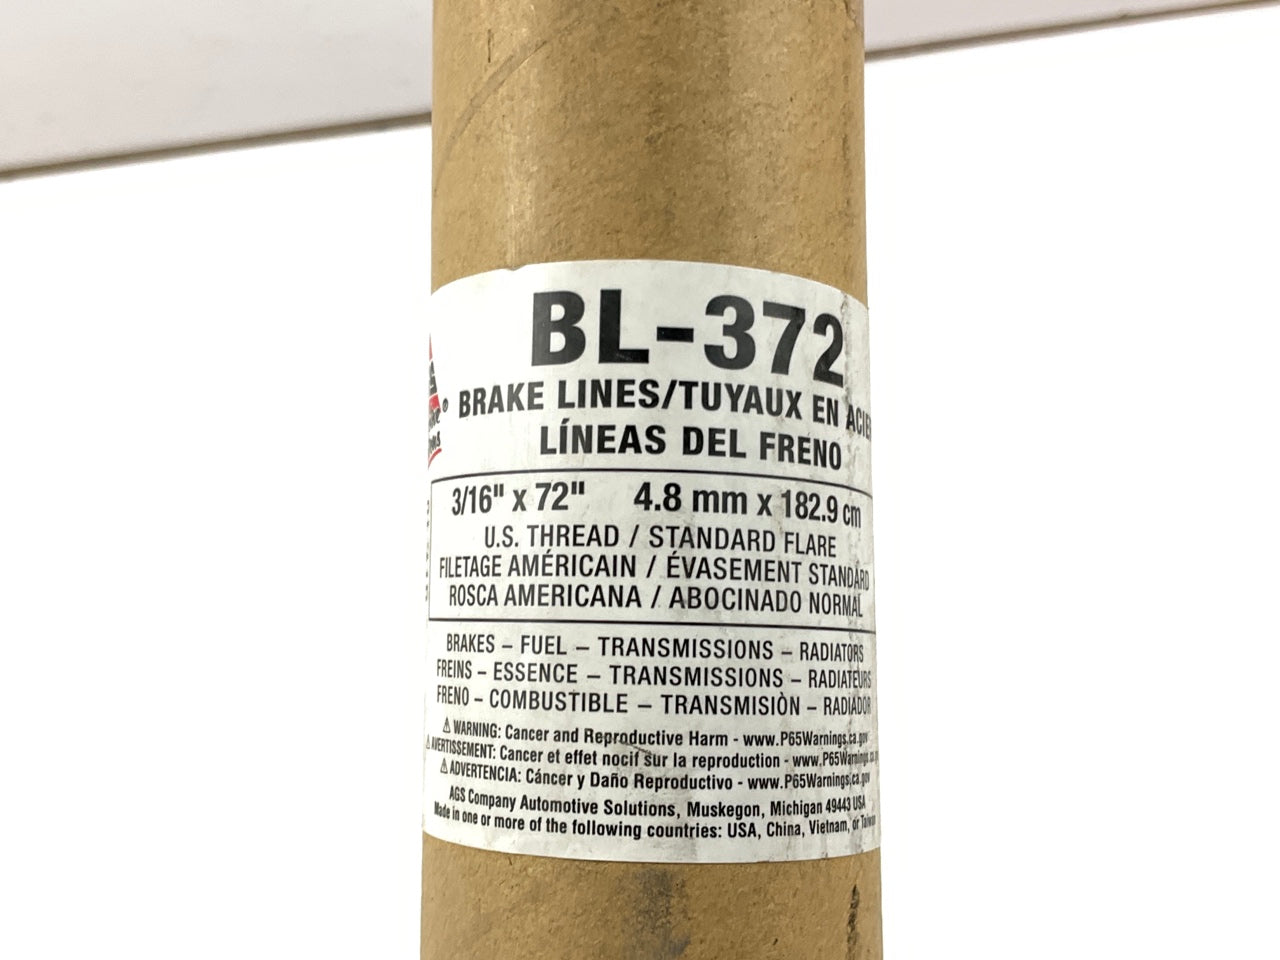 BL-372
BRAKE LINES/TUYAUX EN ACIER
LÍNEAS DEL FRENO
3/16" x 72" 4.8 mm x 182.9 cm
U.S. THREAD / STANDARD FLARE
FILETAGE AMÉRICAIN / ÉVASEMENT STANDARD
ROSCA AMERICANA / ABOCINADO NORMAL
BRAKES – FUEL – TRANSMISSIONS – RADIATORS
FREINS – ESSENCE – TRANSMISSIONS – RADIATEURS
FRENO – COMBUSTIBLE – TRANSMISIÒN – RADIADOR
⚠ WARNING: Cancer and Reproductive Harm - www.P65Warnings.ca.gov
⚠ AVERTISSEMENT: Cancer et effet nocif sur la reproduction - www.P65Warnings.ca.gov
⚠ ADVERTENCIA: Cáncer y Daño Reproductivo - www.P65Warnings.ca.gov
AGS Company Automotive Solutions, Muskegon, Michigan 49443 USA
Made in one or more of the following countries: USA, China, Vietnam, or Taiwan